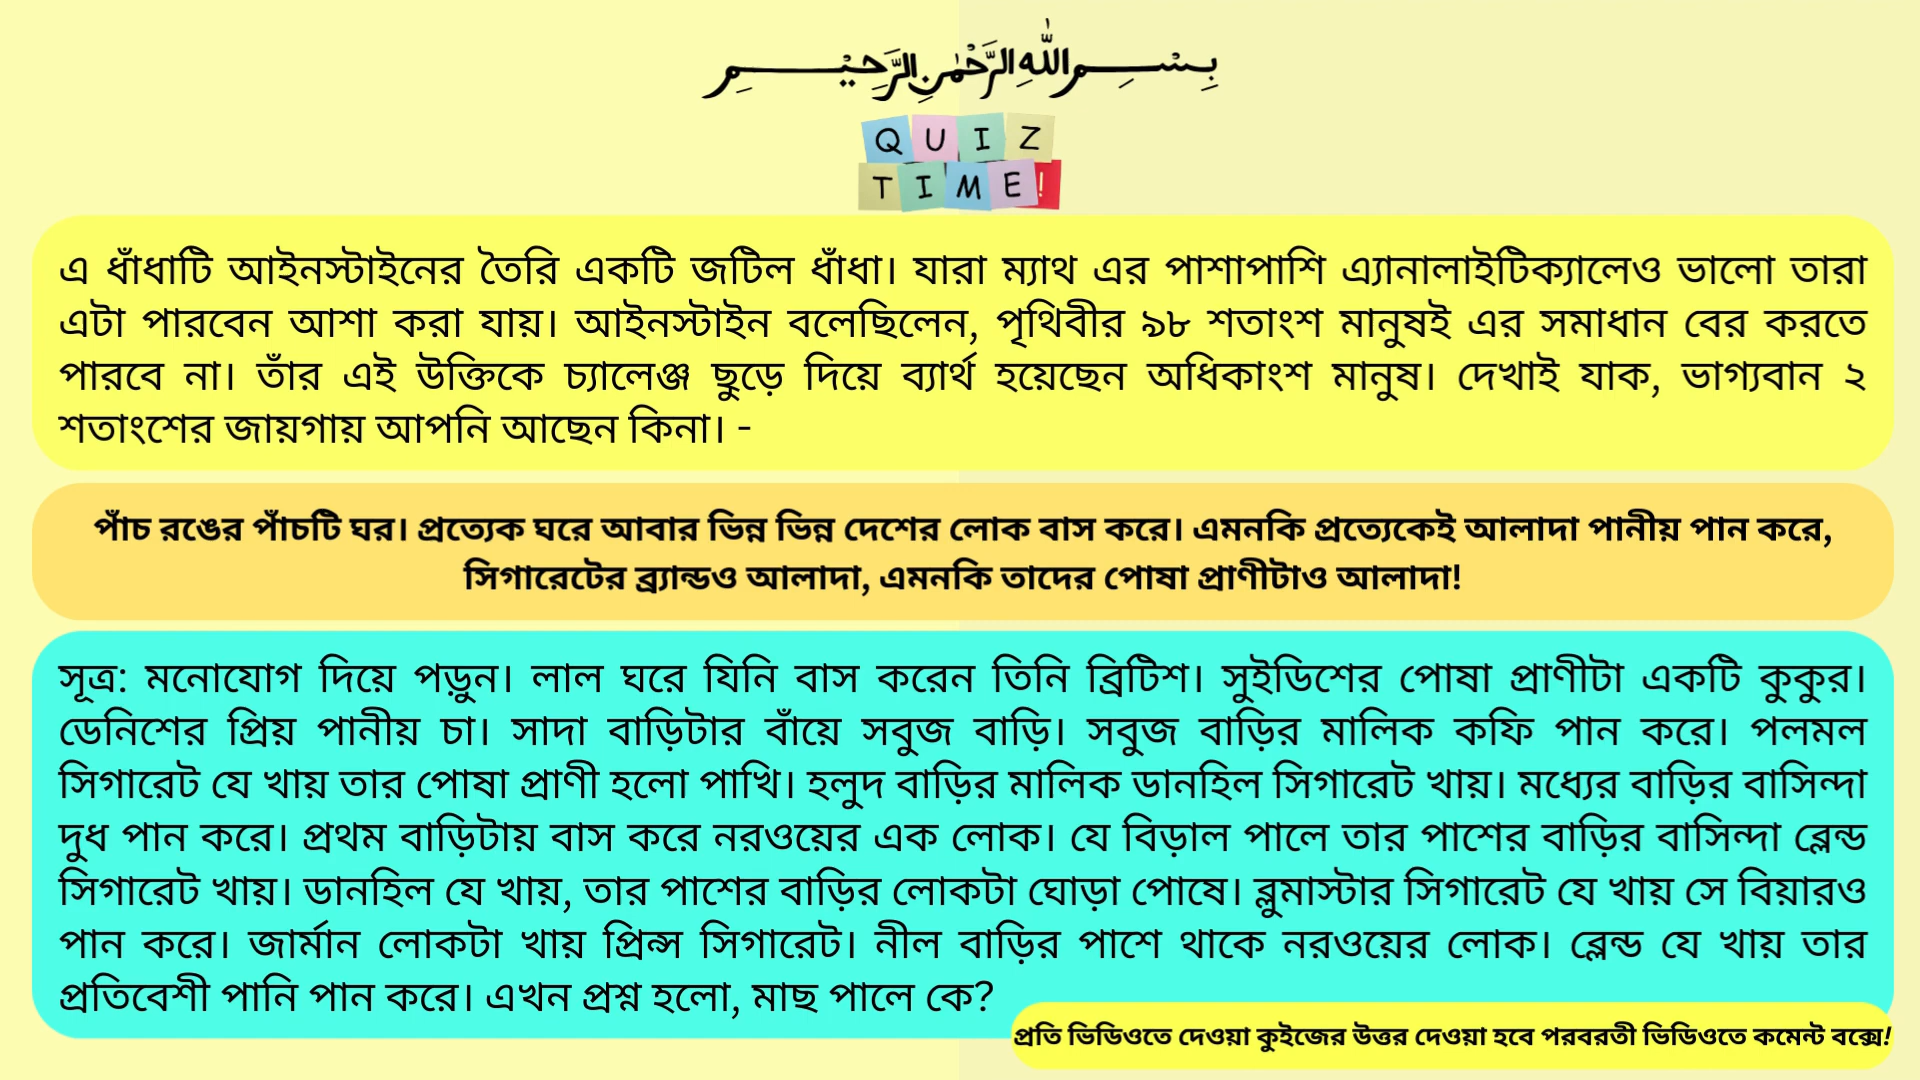 بِسْــــــمِ اللهِ الرَّحْمٰنِ الرَّحِيْـــــــمِ
QUIZ
TIME!
এ ধাঁধাটি আইনস্টাইনের তৈরি একটি জটিল ধাঁধা। যারা ম্যাথ এর পাশাপাশি এ্যানালাইটিক্যালেও ভালো তারা
এটা পারবেন আশা করা যায়। আইনস্টাইন বলেছিলেন, পৃথিবীর ৯৮ শতাংশ মানুষই এর সমাধান বের করতে
পারবে না। তাঁর এই উক্তিকে চ্যালেঞ্জ ছুড়ে দিয়ে ব্যার্থ হয়েছেন অধিকাংশ মানুষ। দেখাই যাক, ভাগ্যবান ২
শতাংশের জায়গায় আপনি আছেন কিনা। -
পাঁচ রঙের পাঁচটি ঘর। প্রত্যেক ঘরে আবার ভিন্ন ভিন্ন দেশের লোক বাস করে। এমনকি প্রত্যেকেই আলাদা পানীয় পান করে,
সিগারেটের ব্র্যান্ডও আলাদা, এমনকি তাদের পোষা প্রাণীটাও আলাদা!
সূত্র: মনোযোগ দিয়ে পড়ুন। লাল ঘরে যিনি বাস করেন তিনি ব্রিটিশ। সুইডিশের পোষা প্রাণীটা একটি কুকুর।
ডেনিশের প্রিয় পানীয় চা। সাদা বাড়িটার বাঁয়ে সবুজ বাড়ি। সবুজ বাড়ির মালিক কফি পান করে। পলমল
সিগারেট যে খায় তার পোষা প্রাণী হলো পাখি। হলুদ বাড়ির মালিক ডানহিল সিগারেট খায়। মধ্যের বাড়ির বাসিন্দা
দুধ পান করে। প্রথম বাড়িটায় বাস করে নরওয়ের এক লোক। যে বিড়াল পালে তার পাশের বাড়ির বাসিন্দা ব্লেন্ড
সিগারেট খায়। ডানহিল যে খায়, তার পাশের বাড়ির লোকটা ঘোড়া পোষে। ব্লুমাস্টার সিগারেট যে খায় সে বিয়ারও
পান করে। জার্মান লোকটা খায় প্রিন্স সিগারেট। নীল বাড়ির পাশে থাকে নরওয়ের লোক। ব্লেন্ড যে খায় তার
প্রতিবেশী পানি পান করে। এখন প্রশ্ন হলো, মাছ পালে কে?
প্রতি ভিডিওতে দেওয়া কুইজের উত্তর দেওয়া হবে পরবরতী ভিডিওতে কমেন্ট বক্সে!